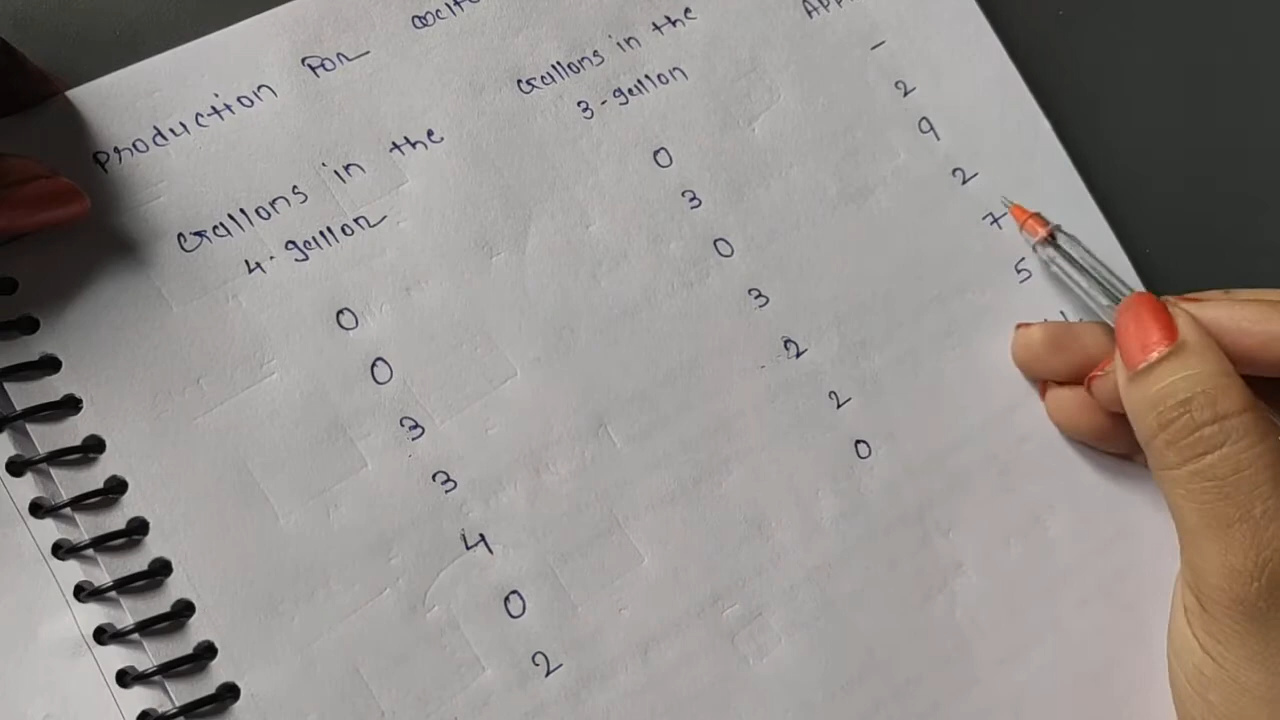 Production For
Gallons in the Gallons in the
4-gallon 3-gallon
0 0 -
0 3 2
3 0 9
3 3 2
4 2 7
0 2 5
2 0